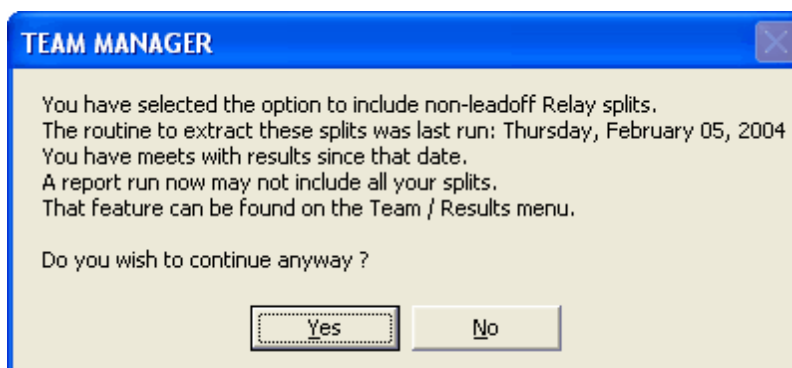 TEAM MANAGER
You have selected the option to include non-leadoff Relay splits.
The routine to extract these splits was last run: Thursday, February 05, 2004
You have meets with results since that date.
A report run now may not include all your splits.
That feature can be found on the Team / Results menu.
Do you wish to continue anyway ?
Yes
No